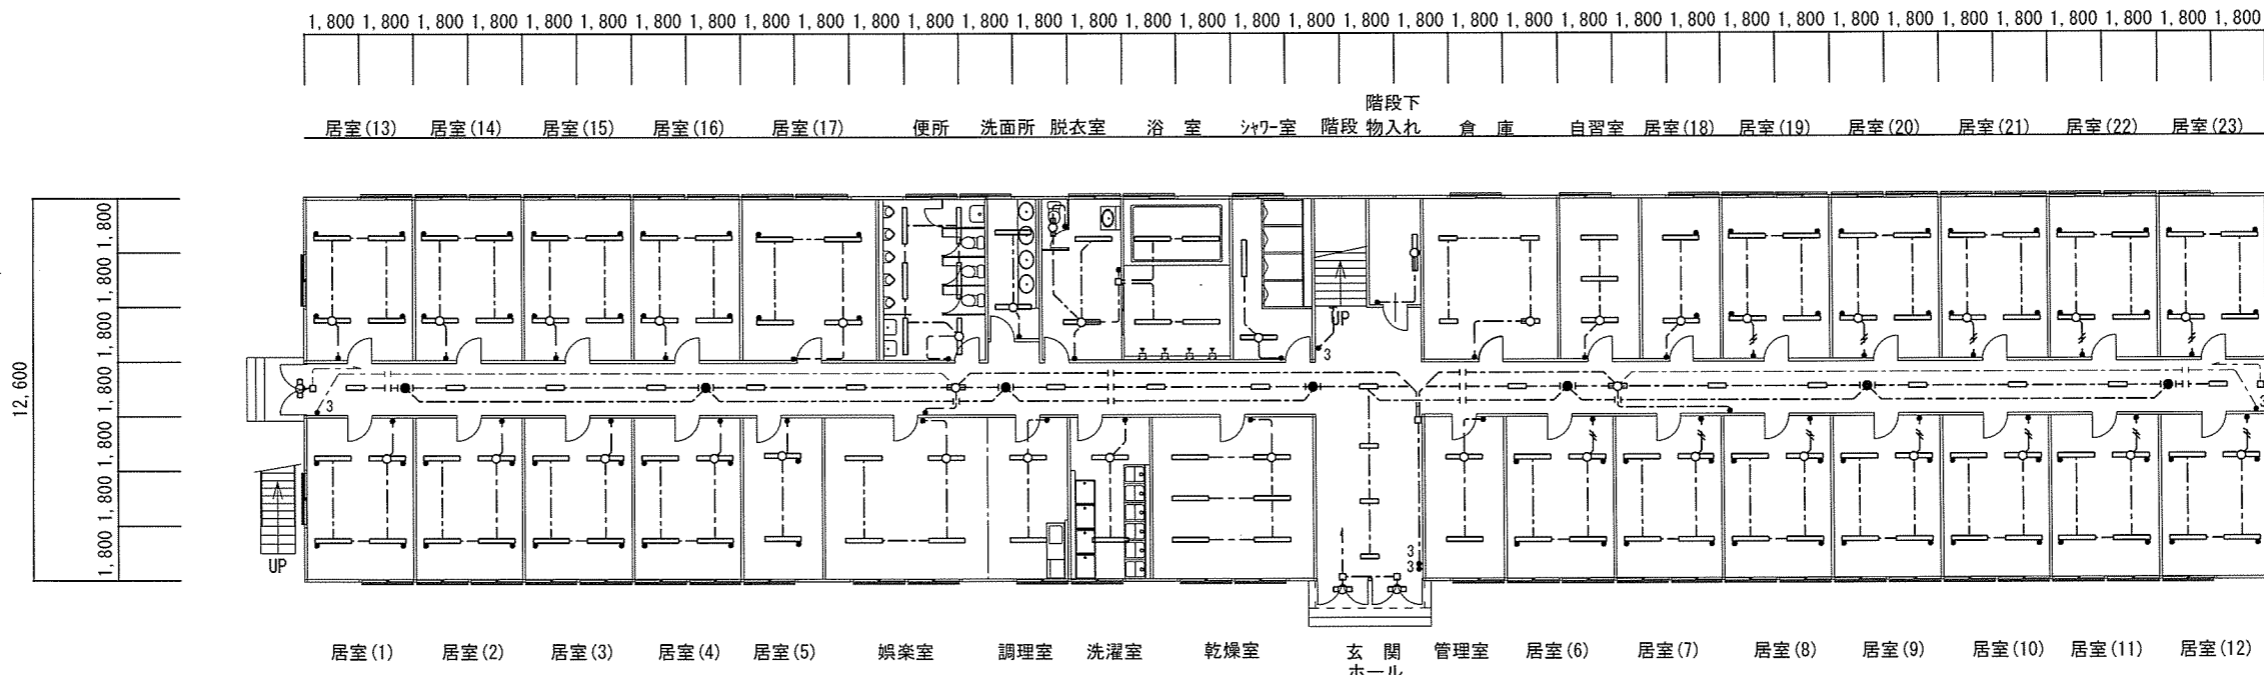 1,800 1,800 1,800 1,800 1,800 1,800 1,800 1,800 1,800 1,800 1,800 1,800 1,800 1,800 1,800 1,800 1,800 1,800 1,800 1,800 1,800 1,800 1,800 1,800 1,800 1,800 1,800 1,800 1,800 1,800 1,800 1,800 1,800 1,800 1,800 1,800
居室(13) 居室(14) 居室(15) 居室(16) 居室(17) 便所 洗面所 脱衣室 浴 室 ｼｬﾜｰ室 階段 階段下
物入れ 倉 庫 自習室 居室(18) 居室(19) 居室(20) 居室(21) 居室(22) 居室(23)
12,600
1,800 1,800 1,800 1,800 1,800 1,800 1,800
UP
3
3
3
UP
3
3
居室(1) 居室(2) 居室(3) 居室(4) 居室(5) 娯楽室 調理室 洗濯室 乾燥室 玄 関
ホール 管理室 居室(6) 居室(7) 居室(8) 居室(9) 居室(10) 居室(11) 居室(12)